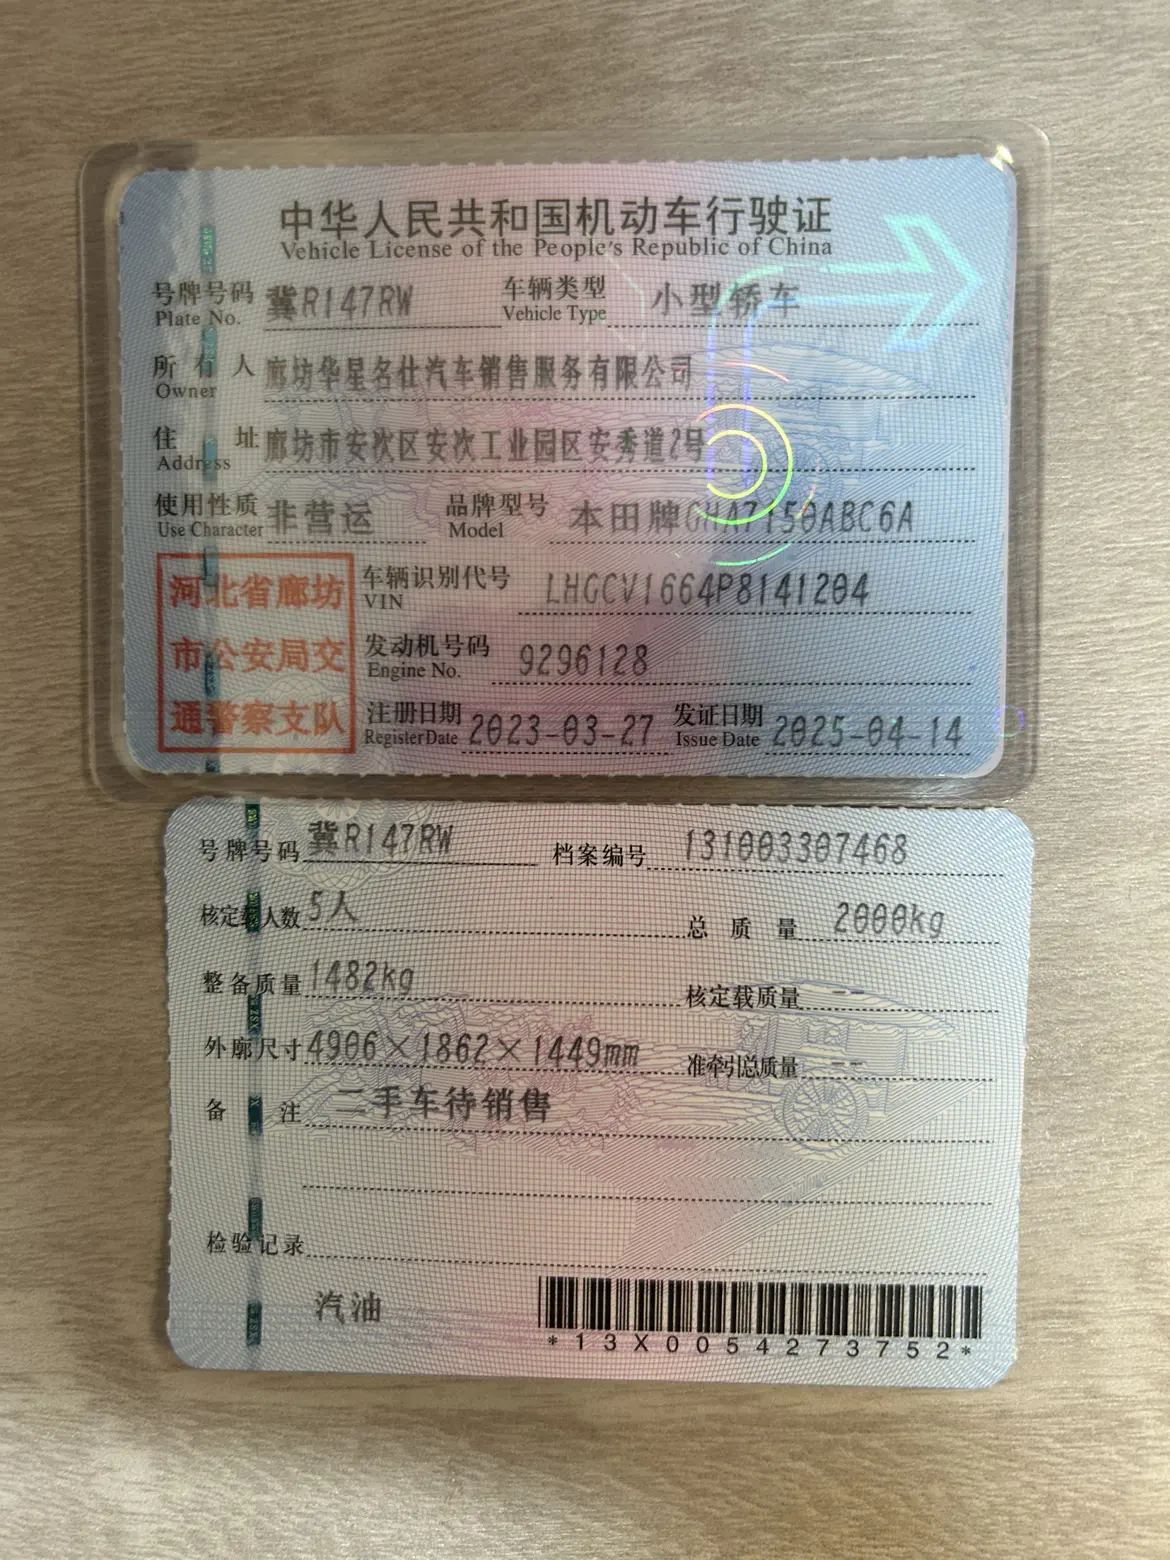 中华人民共和国机动车行驶证
Vehicle License of the People's Republic of China
号牌号码 冀R147RW 车辆类型 小型轿车
Plate No. Vehicle Type
所有人 廊坊华星名仕汽车销售服务有限公司
Owner
住址 廊坊市安次区安次工业园区安秀道2号
Address
使用性质 非营运 品牌型号 本田牌GHA7150ABC6A
Use Character Model
河北省廊坊
市公安局交
通警察支队
车辆识别代号 LHGCV1664P8141204
VIN
发动机号码 9296128
Engine No.
注册日期 2023-03-27 发证日期 2025-04-14
Register Date Issue Date
号牌号码 冀R147RW 档案编号 131003307468
核定载人数 5人 总质量 2000kg
整备质量 1482kg 核定载质量 --
外廓尺寸 4906×1862×1449mm 准牵引总质量 --
备注 二手车待销售
检验记录
汽油
*13X0054273752*